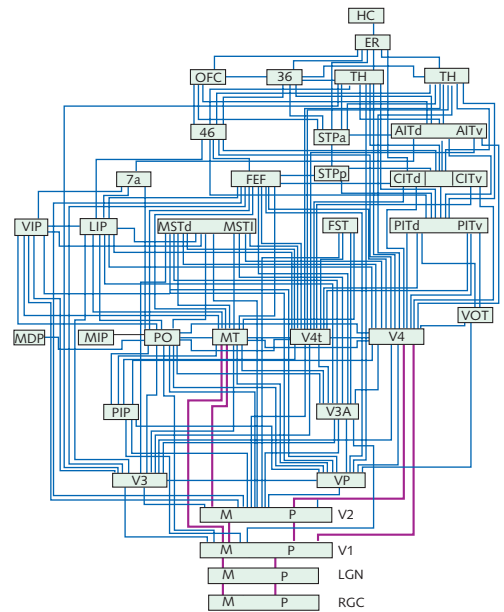 HC
ER
OFC 36 TH TH
46 STPa AITd AITv
7a FEF STPp CITd CITv
VIP LIP MSTd MSTl FST PITd PITv
MDP MIP PO MT V4t V4 VOT
PIP V3A
V3 VP
M P V2
M P V1
M P LGN
M P RGC